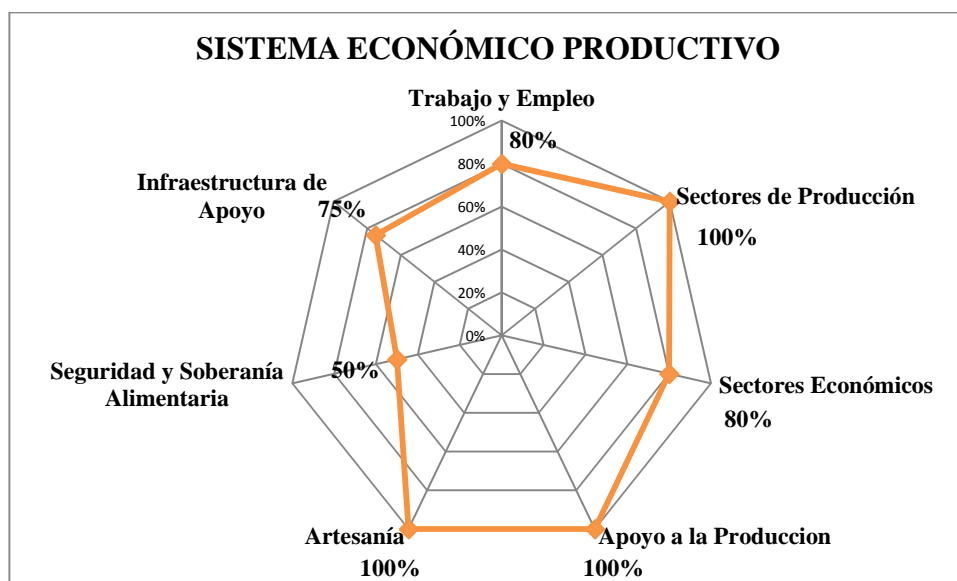 SISTEMA ECONÓMICO PRODUCTIVO
Trabajo y Empleo
100%
80%
80%
Infraestructura de
Apoyo
75%
Sectores de Producción
100%
60%
40%
20%
0%
Seguridad y Soberanía
Alimentaria
50%
Sectores Económicos
80%
Artesanía
100%
Apoyo a la Produccion
100%